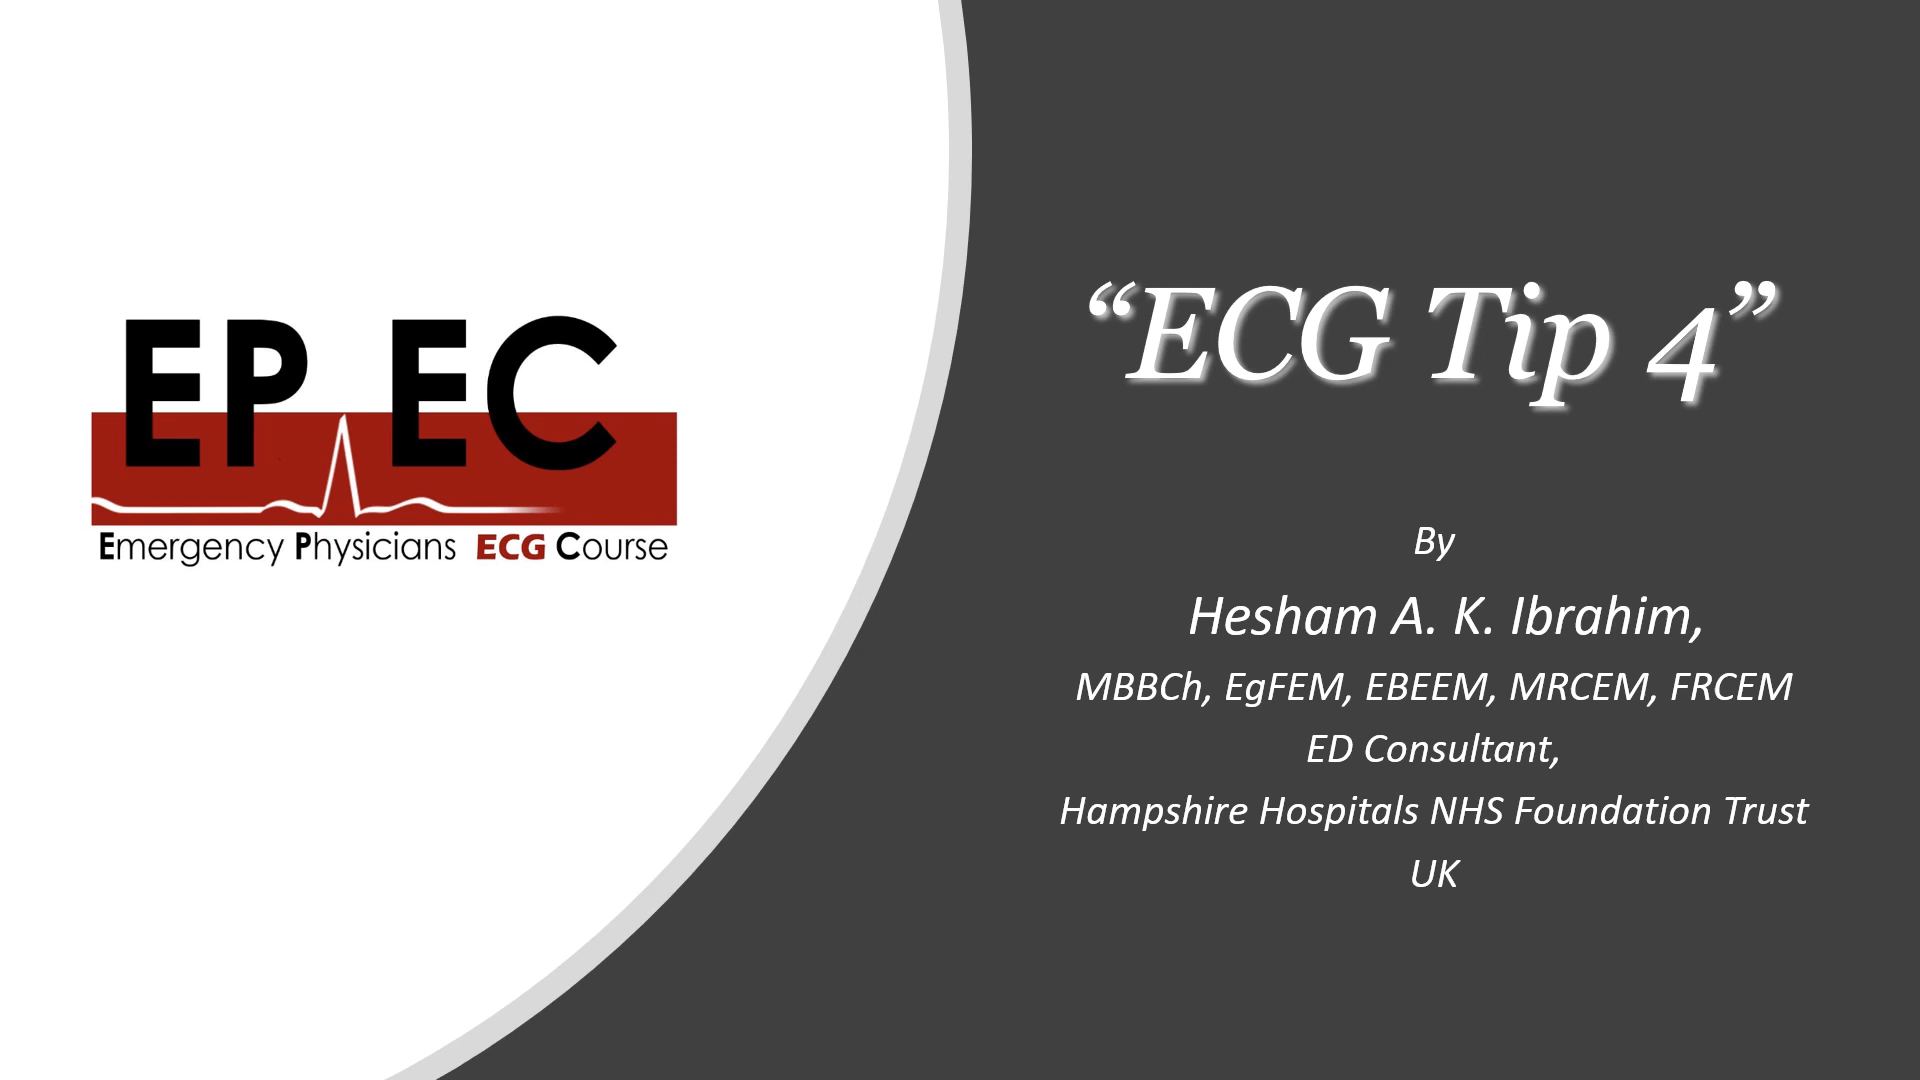 EP EC
Emergency Physicians ECG Course
“ECG Tip 4”
By
Hesham A. K. Ibrahim,
MBBCh, EgFEM, EBEEM, MRCEM, FRCEM
ED Consultant,
Hampshire Hospitals NHS Foundation Trust
UK